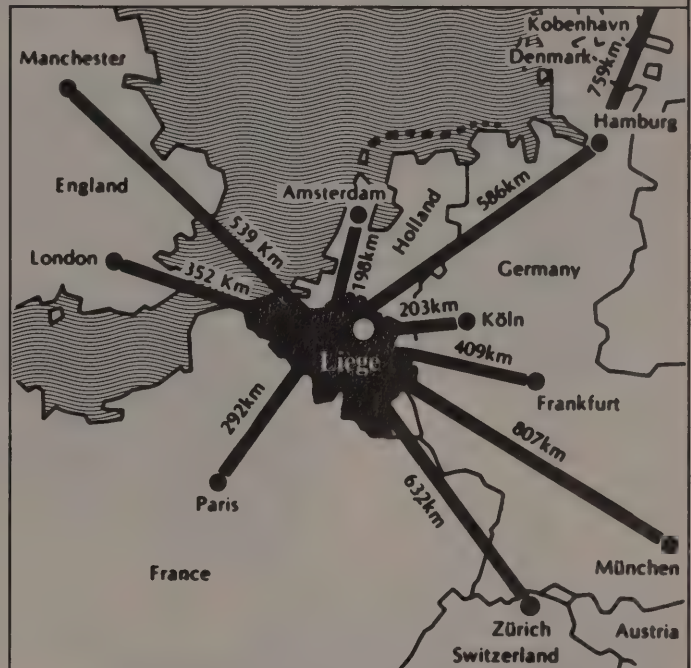 Kobenhavn
Manchester
Denmark
759km
Hamburg
England
Amsterdam
586km
539 Km
Holland
London
352 Km
198km
Germany
203km
Köln
Liège
409km
Frankfurt
292km
807km
632km
Paris
München
France
Zürich
Austria
Switzerland